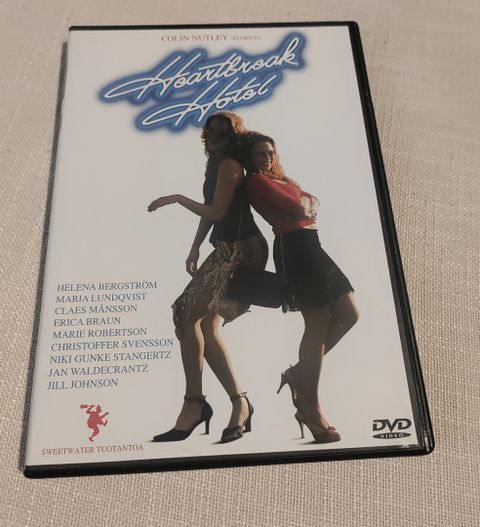 COLIN NUTLEY -ELOKUVA
Heartbreak
Hotel
HELENA BERGSTRÖM
MARIA LUNDQVIST
CLAES MÅNSSON
ERICA BRAUN
MARIE ROBERTSON
CHRISTOFFER SVENSSON
NIKI GUNKE STANGERTZ
JAN WALDECRANTZ
JILL JOHNSON
SWEETWATER TUOTANTOA
DVD
VIDEO